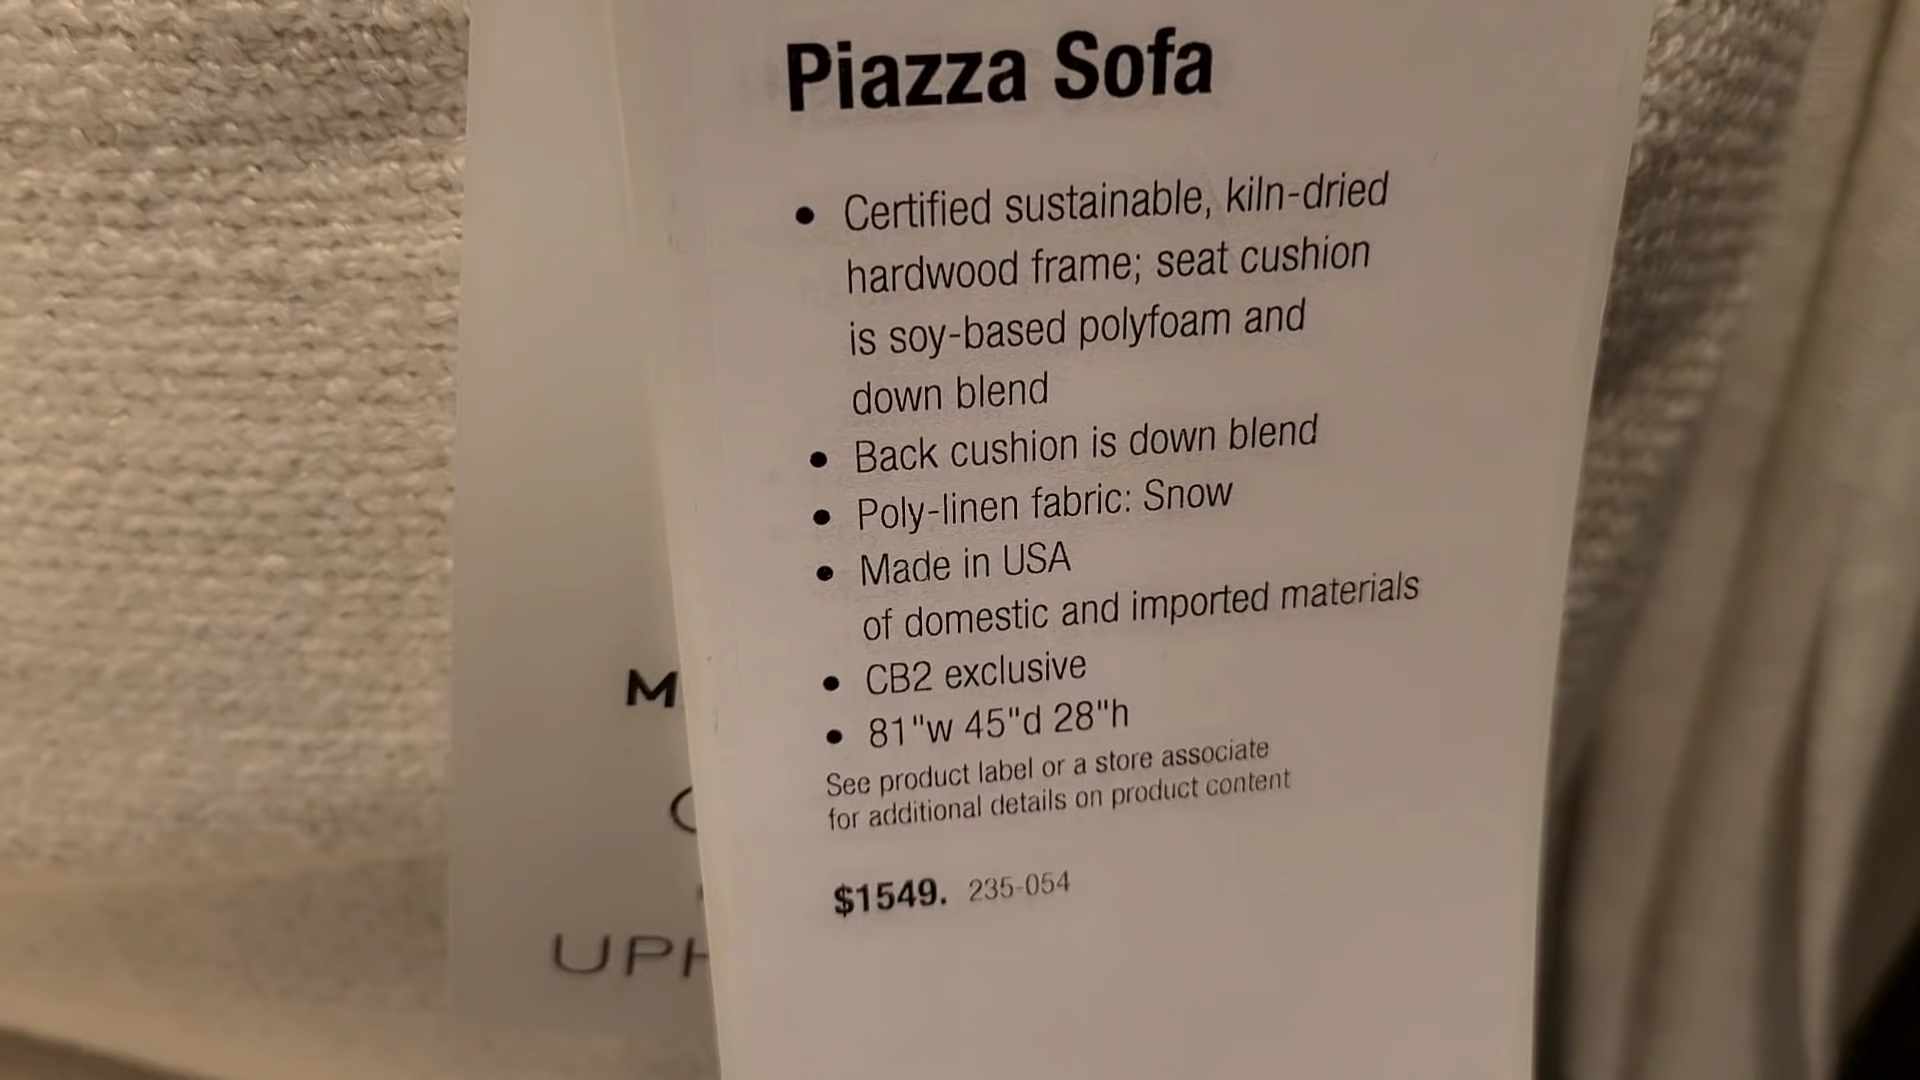 Piazza Sofa
• Certified sustainable, kiln-dried
hardwood frame; seat cushion
is soy-based polyfoam and
down blend
• Back cushion is down blend
• Poly-linen fabric: Snow
• Made in USA
of domestic and imported materials
• CB2 exclusive
• 81"w 45"d 28"h
See product label or a store associate
for additional details on product content
$1549. 235-054